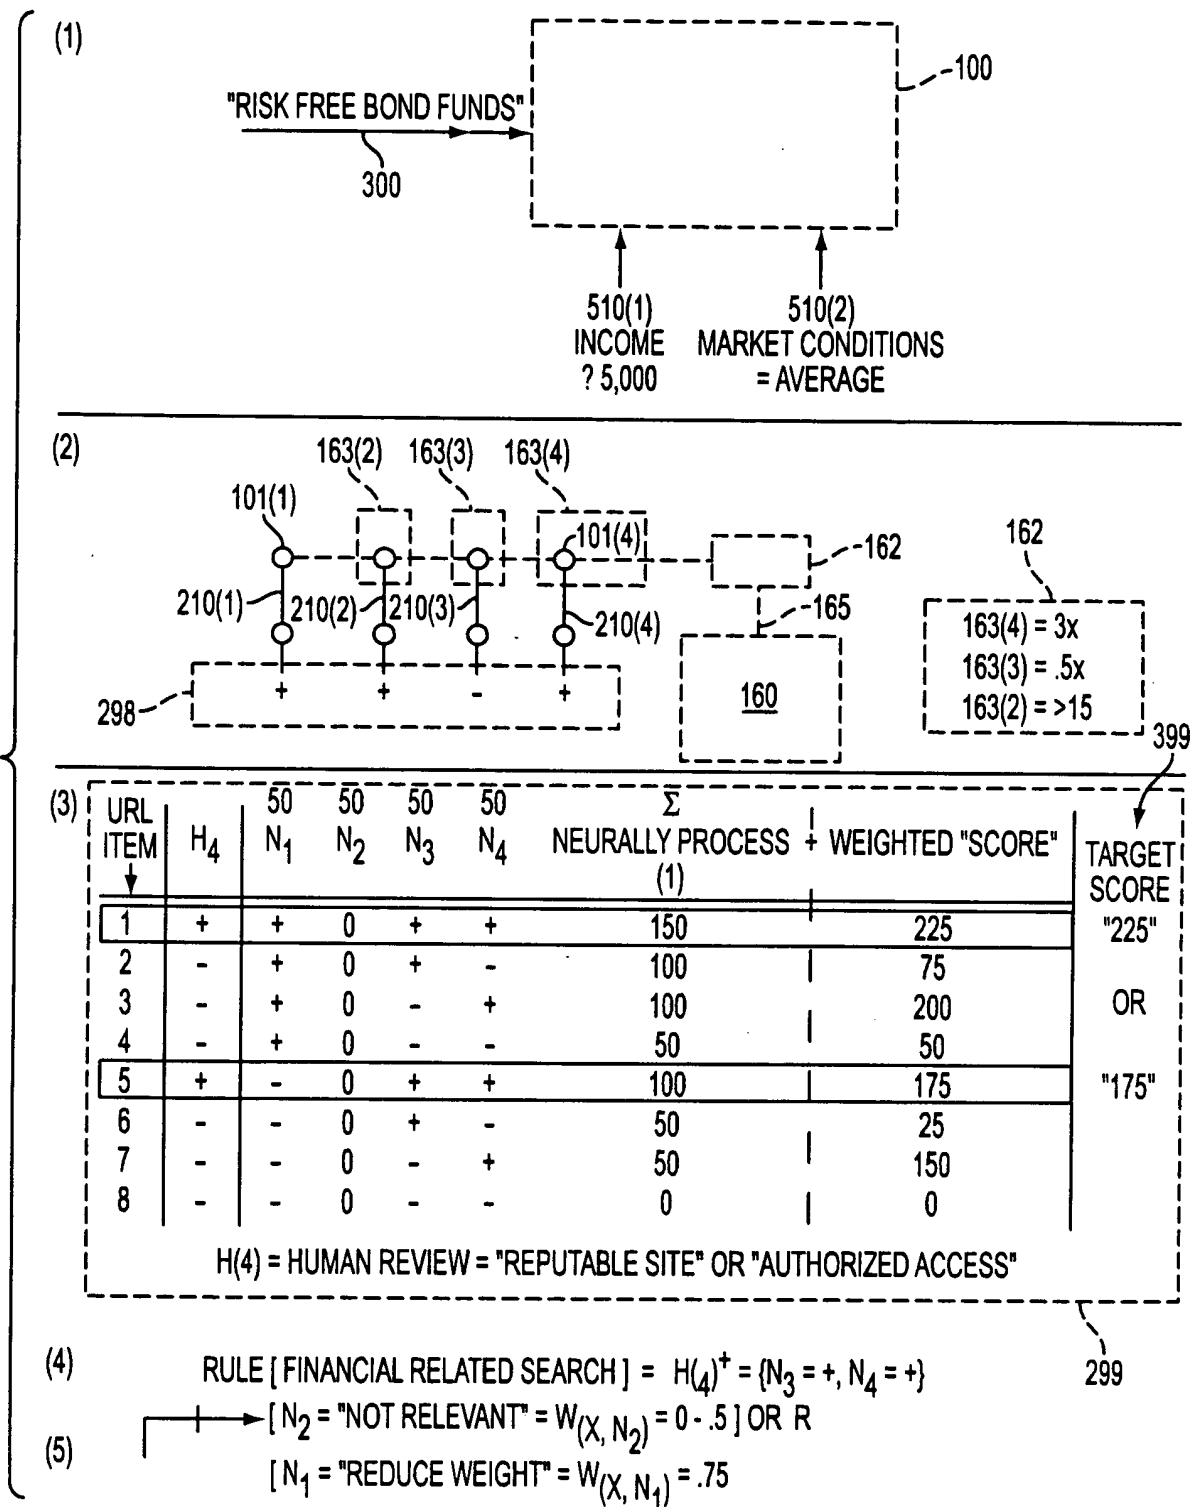 (1)
100
"RISK FREE BOND FUNDS"
300
510(1) 510(2)
INCOME MARKET CONDITIONS
? 5,000 = AVERAGE
(2)
163(2) 163(3) 163(4)
101(1)
101(4)
162
162
210(1) 210(2) 210(3) 210(4)
165
163(4) = 3x
163(3) = .5x
163(2) = >15
298
+ + - +
160
399
(3)
50 50 50 50 Σ
URL ITEM H4 N1 N2 N3 N4 NEURALLY PROCESS + WEIGHTED "SCORE" TARGET SCORE
(1)
1 + + 0 + + 150 225 "225"
2 - + 0 + - 100 75
3 - + 0 - + 100 200 OR
4 - + 0 - - 50 50
5 + - 0 + + 100 175 "175"
6 - - 0 + - 50 25
7 - - 0 - + 50 150
8 - - 0 - - 0 0
H(4) = HUMAN REVIEW = "REPUTABLE SITE" OR "AUTHORIZED ACCESS"
299
(4) RULE [ FINANCIAL RELATED SEARCH ] = H(4)+ = {N3 = +, N4 = +}
[ N2 = "NOT RELEVANT" = W(X, N2) = 0 - .5 ] OR R
(5) [ N1 = "REDUCE WEIGHT" = W(X, N1) = .75